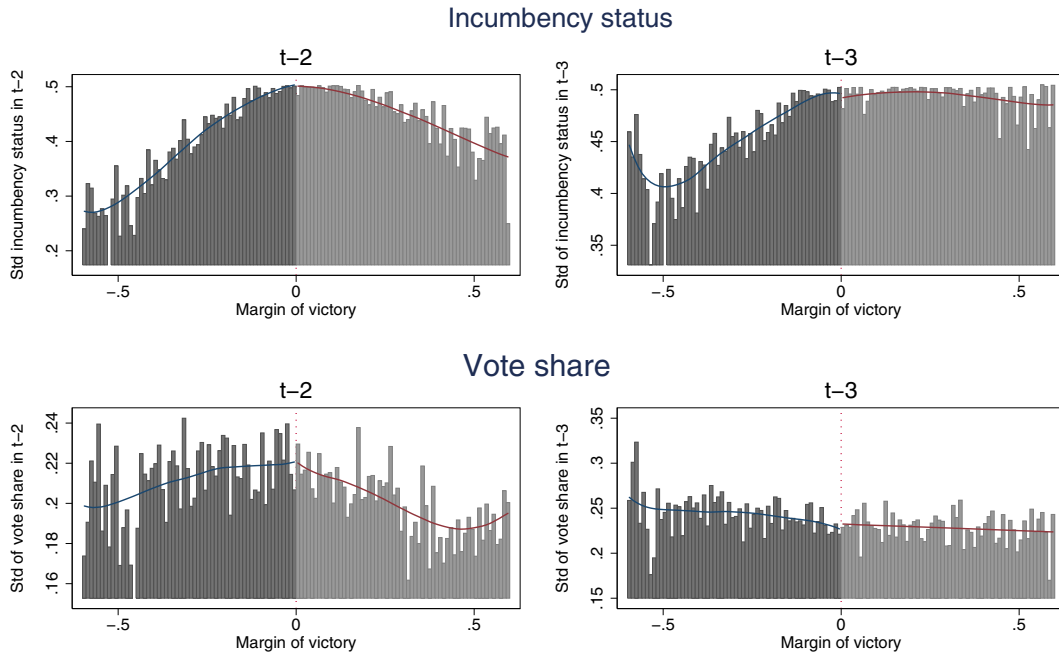 Incumbency status
t−2
t−3
Std incumbency status in t−2
.5
.4
.3
.2
−.5
0
.5
Margin of victory
Std of incumbency status in t−3
.5
.45
.4
.35
−.5
0
.5
Margin of victory
Vote share
t−2
t−3
Std of vote share in t−2
.24
.22
.2
.18
.16
−.5
0
.5
Margin of victory
Std of vote share in t−3
.35
.3
.25
.2
.15
−.5
0
.5
Margin of victory